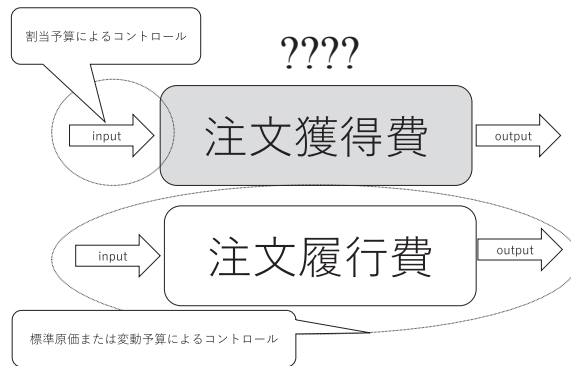 割当予算によるコントロール
????
input
注文獲得費
output
input
注文履行費
output
標準原価または変動予算によるコントロール